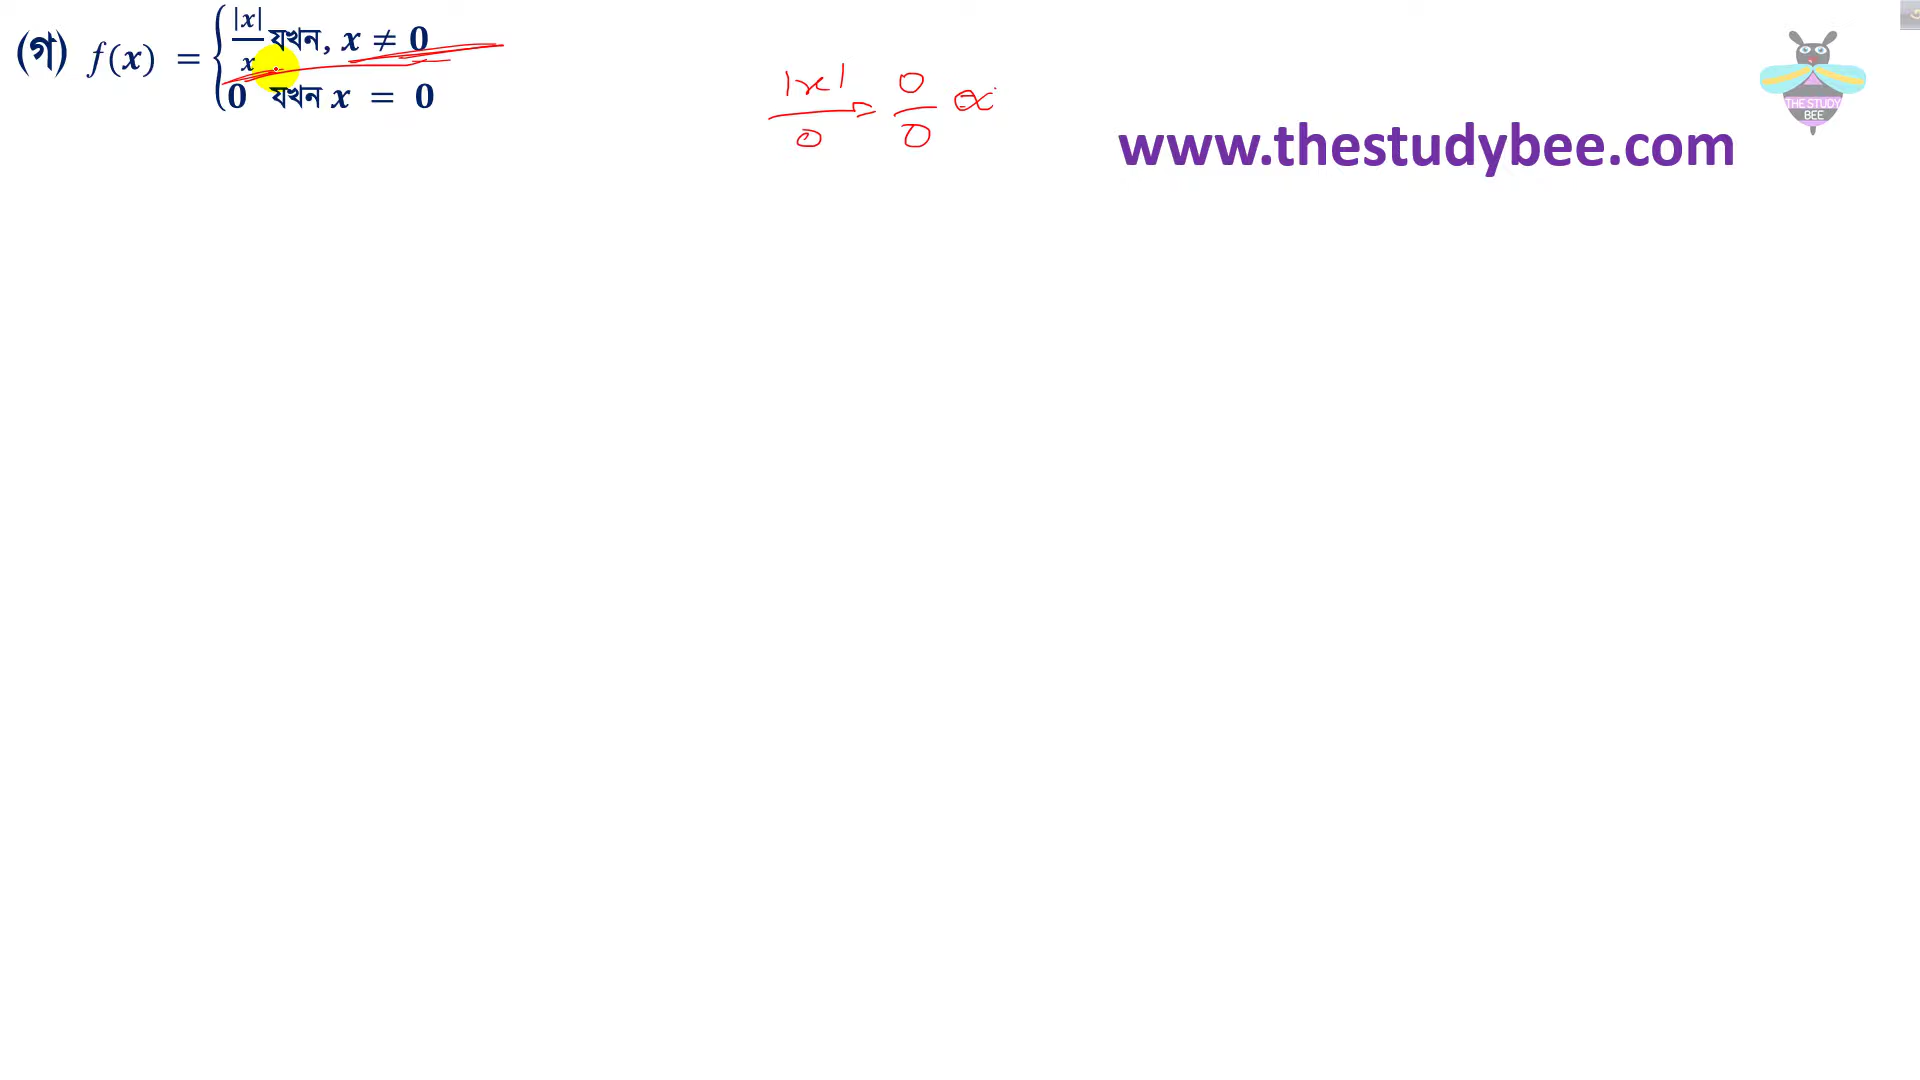 (গ) f(x) = { |x|/x যখন, x ≠ 0
0 যখন x = 0
|x|/0 = 0/0 ∝
www.thestudybee.com
THE STUDY
BEE